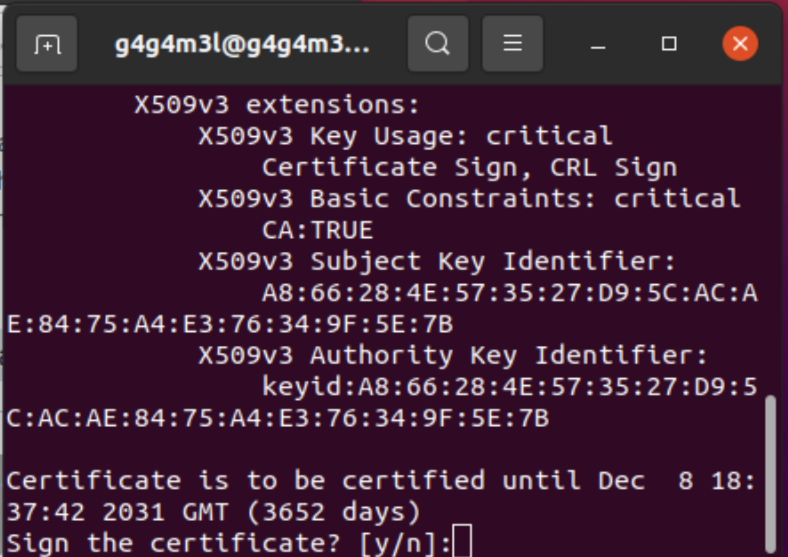 g4g4m3l@g4g4m3...
X509v3 extensions:
X509v3 Key Usage: critical
Certificate Sign, CRL Sign
X509v3 Basic Constraints: critical
CA:TRUE
X509v3 Subject Key Identifier:
A8:66:28:4E:57:35:27:D9:5C:AC:A
E:84:75:A4:E3:76:34:9F:5E:7B
X509v3 Authority Key Identifier:
keyid:A8:66:28:4E:57:35:27:D9:5
C:AC:AE:84:75:A4:E3:76:34:9F:5E:7B
Certificate is to be certified until Dec  8 18:
37:42 2031 GMT (3652 days)
Sign the certificate? [y/n]: